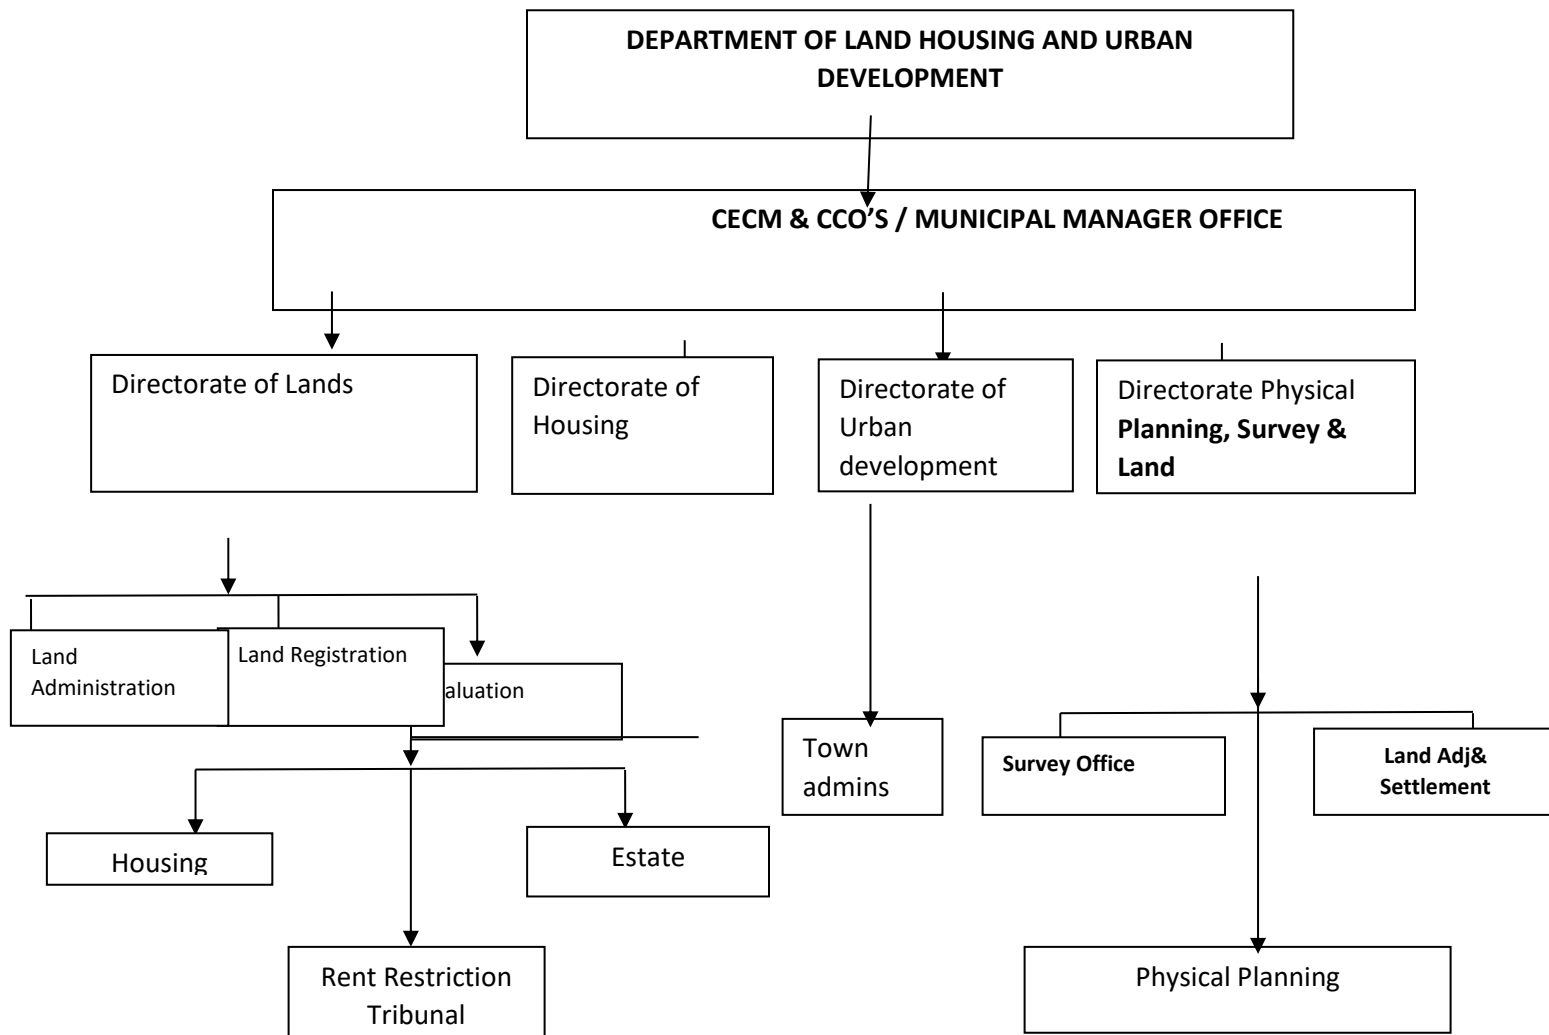 DEPARTMENT OF LAND HOUSING AND URBAN
DEVELOPMENT
CECM & CCO’S / MUNICIPAL MANAGER OFFICE
Directorate of Lands
Directorate of
Housing
Directorate of
Urban
development
Directorate Physical
Planning, Survey &
Land
Land
Administration
Land Registration
aluation
Town
admins
Survey Office
Land Adj&
Settlement
Housing
Estate
Rent Restriction
Tribunal
Physical Planning